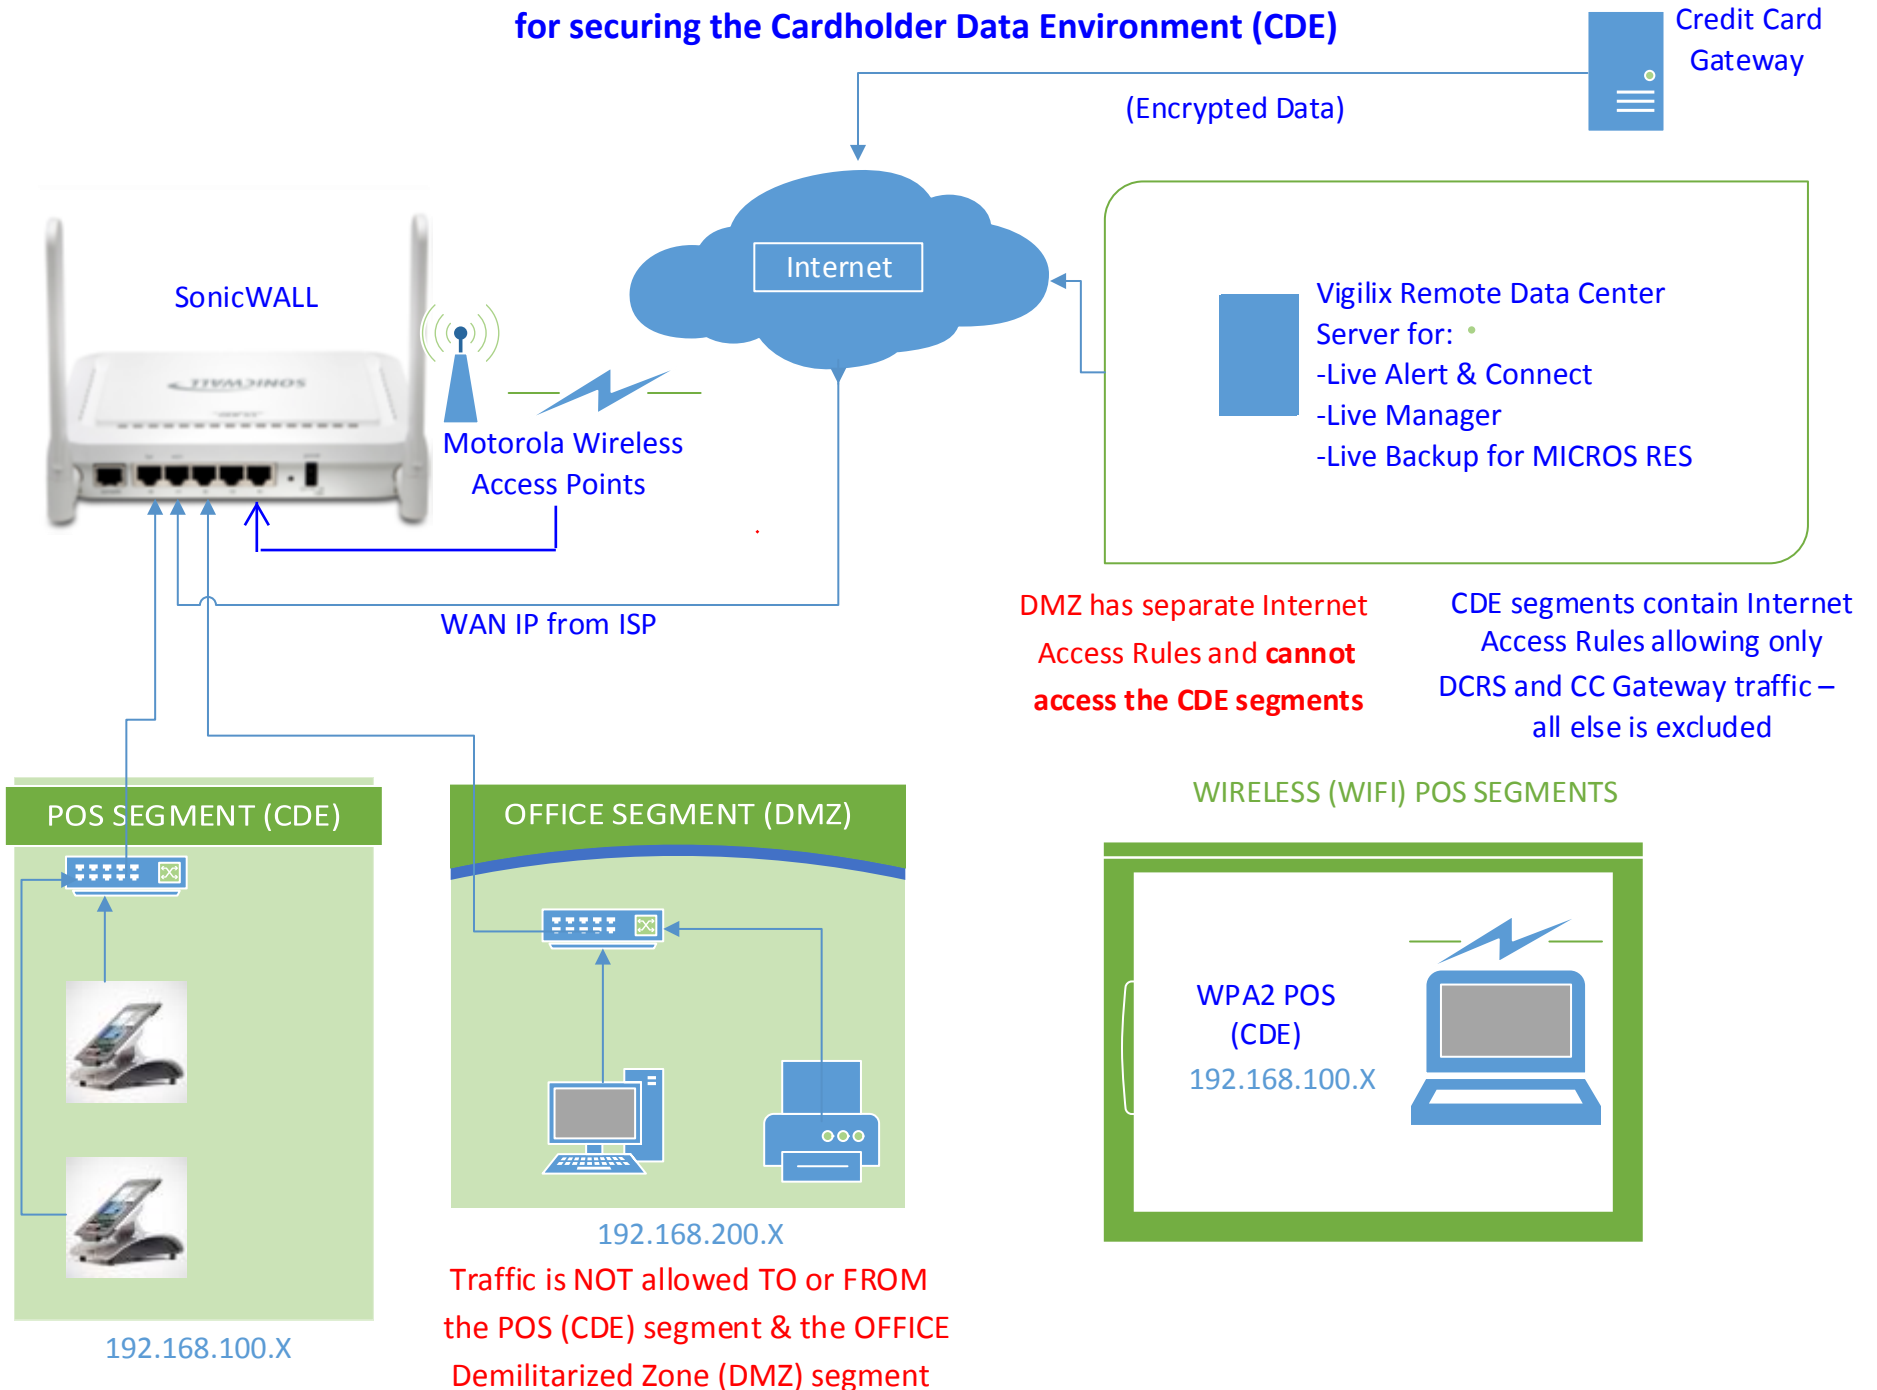 for securing the Cardholder Data Environment (CDE)
Credit Card
Gateway
(Encrypted Data)
Internet
SonicWALL
SONICWALL
Vigilix Remote Data Center
Server for:
-Live Alert & Connect
-Live Manager
-Live Backup for MICROS RES
Motorola Wireless
Access Points
WAN IP from ISP
DMZ has separate Internet
Access Rules and cannot
access the CDE segments
CDE segments contain Internet
Access Rules allowing only
DCRS and CC Gateway traffic –
all else is excluded
POS SEGMENT (CDE)
OFFICE SEGMENT (DMZ)
WIRELESS (WIFI) POS SEGMENTS
WPA2 POS
(CDE)
192.168.100.X
192.168.200.X
Traffic is NOT allowed TO or FROM
the POS (CDE) segment & the OFFICE
Demilitarized Zone (DMZ) segment
192.168.100.X